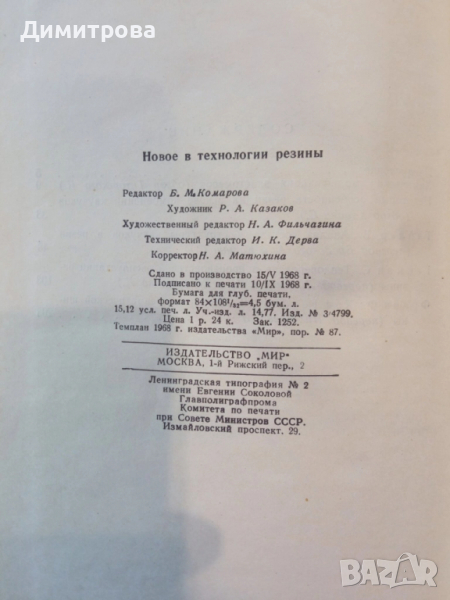 Димитрова
Новое в технологии резины
Редактор Б. М. Комарова
Художник Р. А. Казаков
Художественный редактор Н. А. Фильчагина
Технический редактор И. К. Дерва
Корректор Н. А. Матюхина
Сдано в производство 15/V 1968 г.
Подписано к печати 10/IX 1968 г.
Бумага для глуб. печати.
формат 84×108¹/₃₂=4,5 бум. л.
15,12 усл. печ. л. Уч.-изд. л. 14,77. Изд. № 3/4799.
Цена 1 р. 24 к. Зак. 1252.
Темплан 1968 г. издательства «Мир», пор. № 87.
ИЗДАТЕЛЬСТВО „МИР“
МОСКВА, 1-й Рижский пер., 2
Ленинградская типография № 2
имени Евгении Соколовой
Главполиграфпрома
Комитета по печати
при Совете Министров СССР.
Измайловский проспект, 29.
BAZAR
.bg